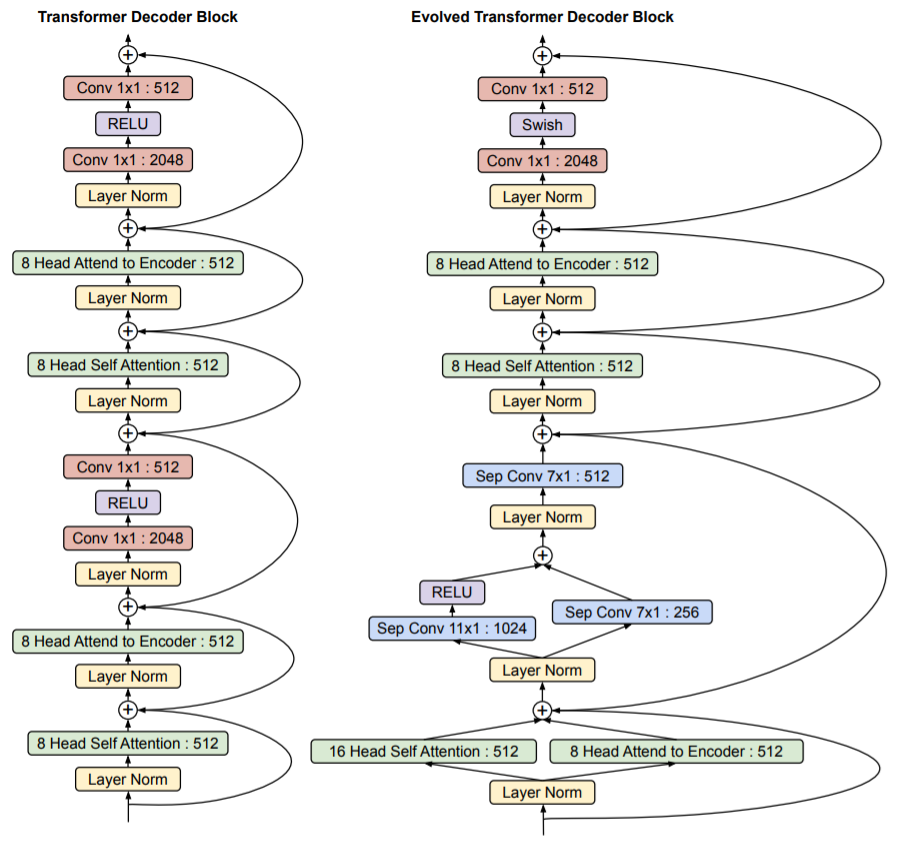 Transformer Decoder Block
+
Conv 1x1 : 512
RELU
Conv 1x1 : 2048
Layer Norm
+
8 Head Attend to Encoder : 512
Layer Norm
+
8 Head Self Attention : 512
Layer Norm
+
Conv 1x1 : 512
RELU
Conv 1x1 : 2048
Layer Norm
+
8 Head Attend to Encoder : 512
Layer Norm
+
8 Head Self Attention : 512
Layer Norm
Evolved Transformer Decoder Block
+
Conv 1x1 : 512
Swish
Conv 1x1 : 2048
Layer Norm
+
8 Head Attend to Encoder : 512
Layer Norm
+
8 Head Self Attention : 512
Layer Norm
+
Sep Conv 7x1 : 512
Layer Norm
+
RELU
Sep Conv 11x1 : 1024
Sep Conv 7x1 : 256
Layer Norm
+
16 Head Self Attention : 512
8 Head Attend to Encoder : 512
Layer Norm